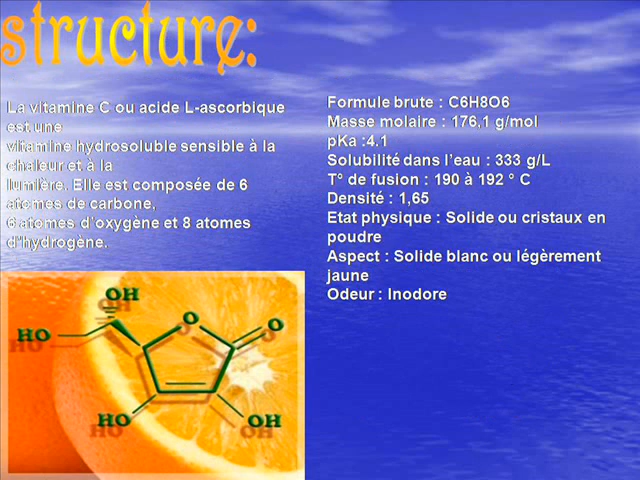 structure:
La vitamine C ou acide L-ascorbique
est une
vitamine hydrosoluble sensible à la
chaleur et à la
lumière. Elle est composée de 6
atomes de carbone,
6 atomes d'oxygène et 8 atomes
d'hydrogène.
Formule brute : C6H8O6
Masse molaire : 176.1 g/mol
pKa :4.1
Solubilité dans l'eau : 333 g/L
T° de fusion : 190 à 192 ° C
Densité : 1,65
Etat physique : Solide ou cristaux en
poudre
Aspect : Solide blanc ou légèrement
jaune
Odeur : Inodore
OH
HO
O
O
HO
OH